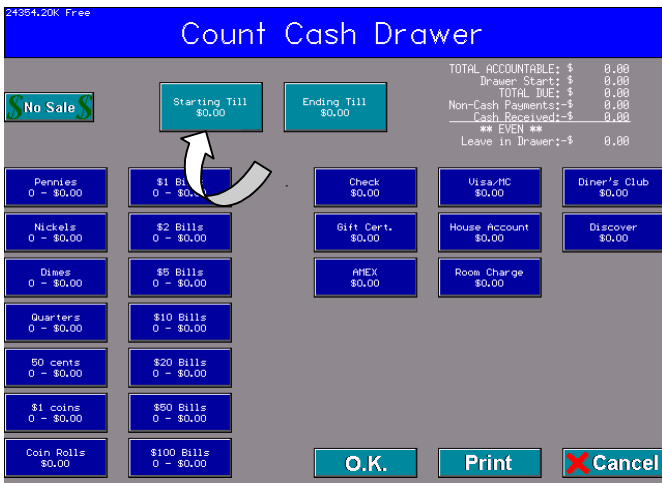 24354.20K Free
Count Cash Drawer
TOTAL ACCOUNTABLE: $ 0.00
Drawer Start: $ 0.00
TOTAL DUE: $ 0.00
Non-Cash Payments:-$ 0.00
Cash Received:-$ 0.00
** EVEN **
Leave in Drawer:-$ 0.00
$ No Sale $
Starting Till
$0.00
Ending Till
$0.00
Pennies
0 - $0.00
$1
0 -
Check
$0.00
Visa/MC
$0.00
Diner's Club
$0.00
Nickels
0 - $0.00
$2 Bills
0 - $0.00
Gift Cert.
$0.00
House Account
$0.00
Discover
$0.00
Dimes
0 - $0.00
$5 Bills
0 - $0.00
AMEX
$0.00
Room Charge
$0.00
Quarters
0 - $0.00
$10 Bills
0 - $0.00
50 cents
0 - $0.00
$20 Bills
0 - $0.00
$1 coins
0 - $0.00
$50 Bills
0 - $0.00
Coin Rolls
$0.00
$100 Bills
0 - $0.00
O.K.
Print
Cancel